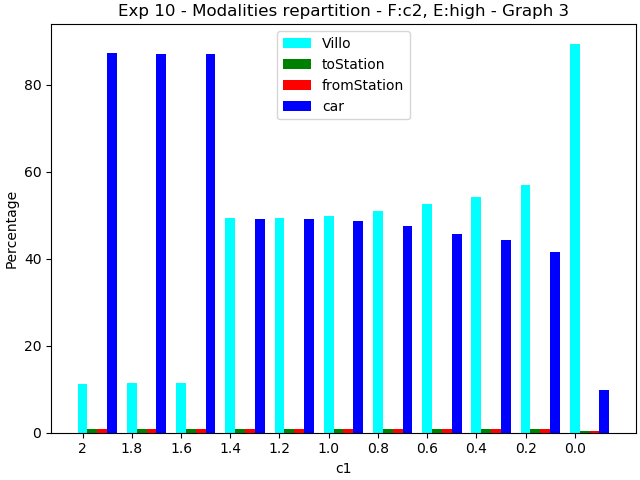 Exp 10 - Modalities repartition - F:c2, E:high - Graph 3
Villo
toStation
fromStation
car
80
60
40
20
0
Percentage
2 1.8 1.6 1.4 1.2 1.0 0.8 0.6 0.4 0.2 0.0
c1